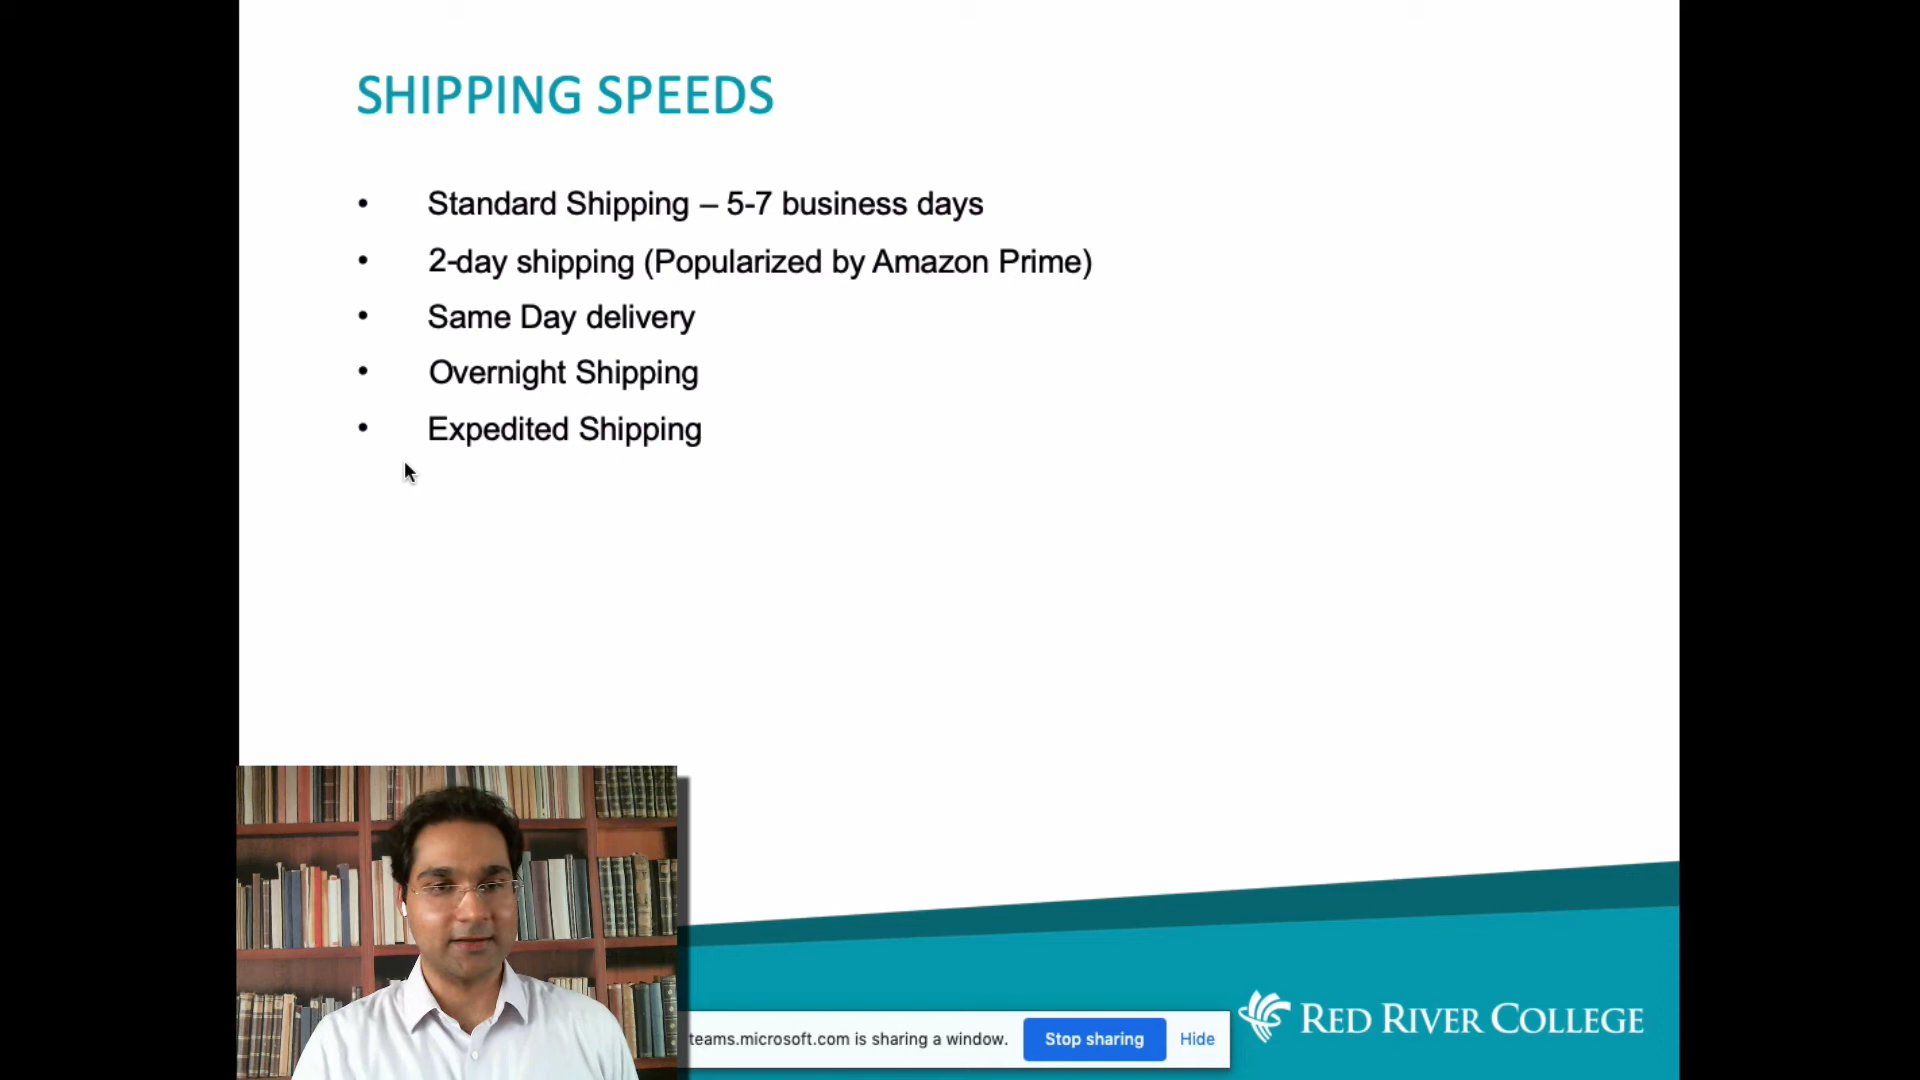 SHIPPING SPEEDS
• Standard Shipping – 5-7 business days
• 2-day shipping (Popularized by Amazon Prime)
• Same Day delivery
• Overnight Shipping
• Expedited Shipping
teams.microsoft.com is sharing a window. Stop sharing Hide
RED RIVER COLLEGE